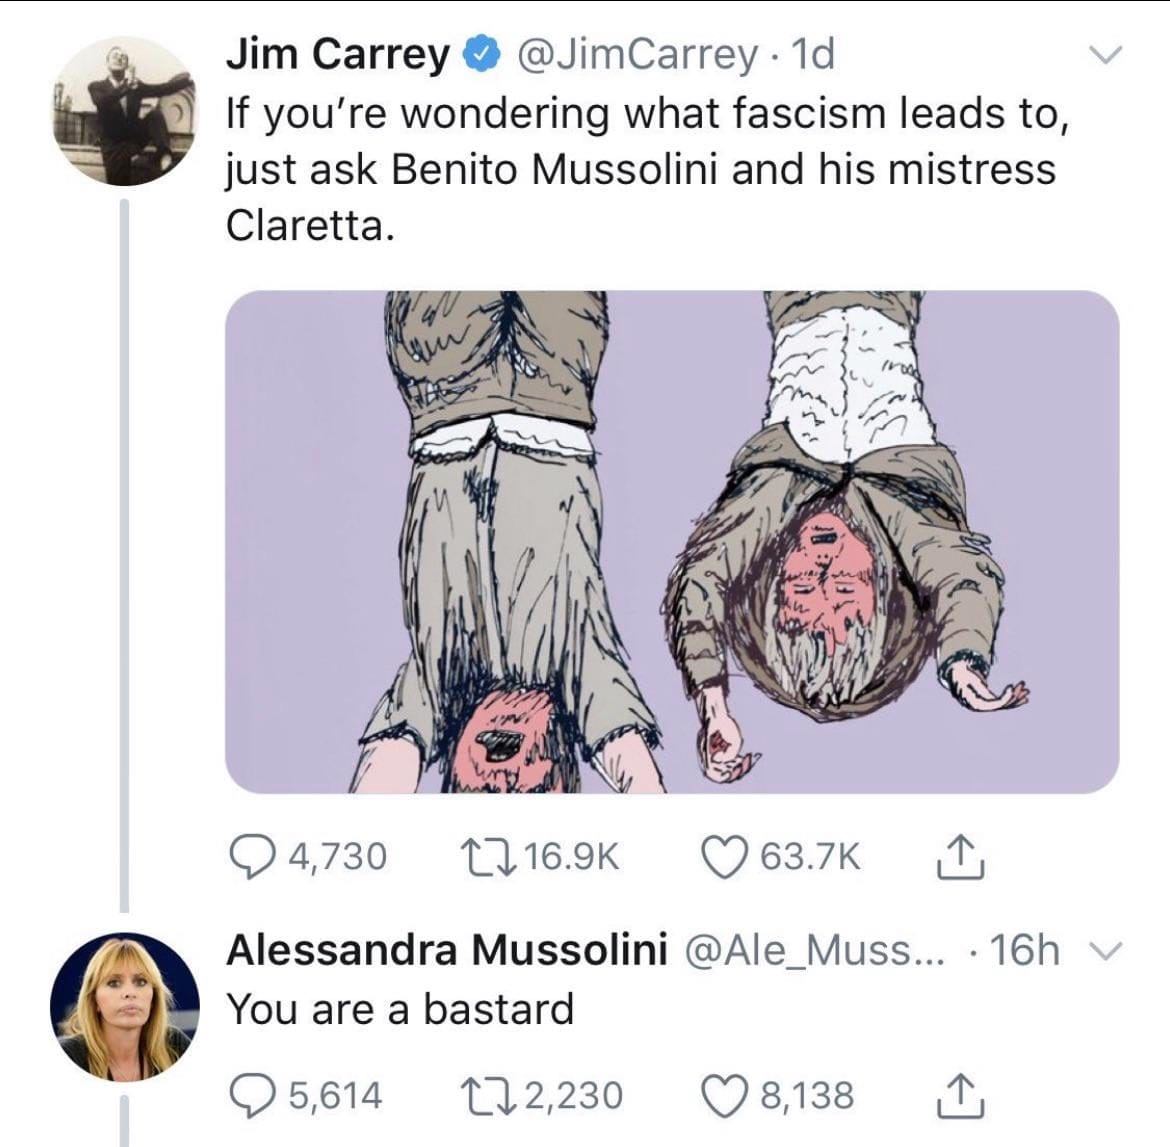 Jim Carrey @JimCarrey · 1d
If you're wondering what fascism leads to,
just ask Benito Mussolini and his mistress
Claretta.
4,730 16.9K 63.7K
Alessandra Mussolini @Ale_Muss... · 16h
You are a bastard
5,614 2,230 8,138